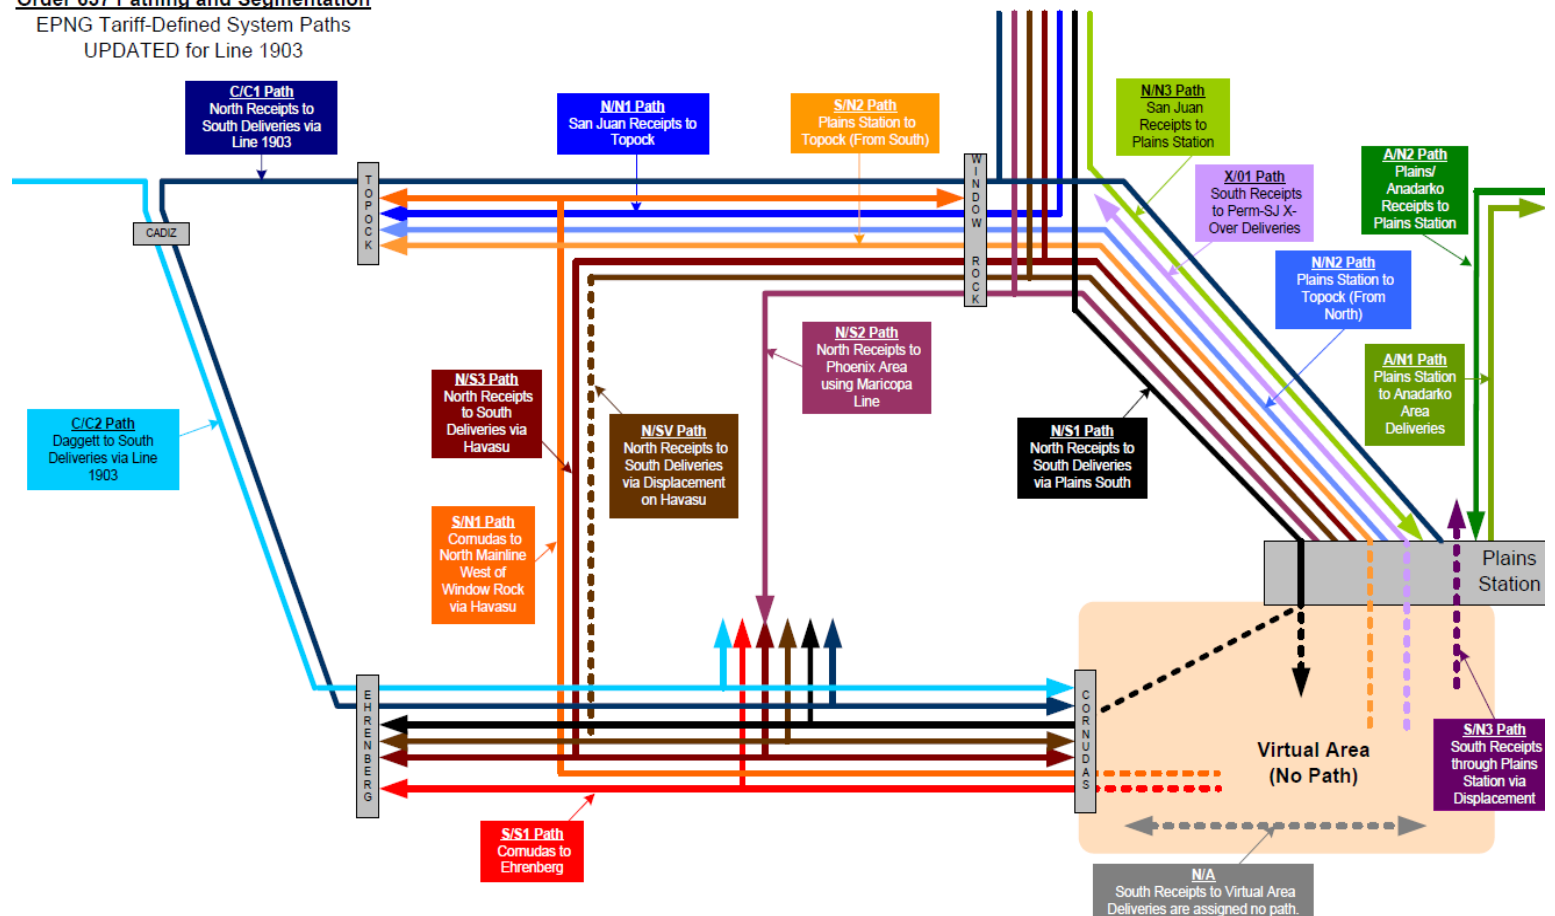 Order 637 Pathing and Segmentation
EPNG Tariff-Defined System Paths
UPDATED for Line 1903
C/C1 Path
North Receipts to
South Deliveries via
Line 1903
N/N1 Path
San Juan Receipts to
Topock
S/N2 Path
Plains Station to
Topock (From South)
N/N3 Path
San Juan
Receipts to
Plains Station
A/N2 Path
Plains/
Anadarko
Receipts to
Plains Station
X/01 Path
South Receipts
to Perm-SJ X-
Over Deliveries
N/N2 Path
Plains Station to
Topock (From
North)
A/N1 Path
Plains Station
to Anadarko
Area
Deliveries
TOPOCK
WINDOW ROCK
CADIZ
N/S2 Path
North Receipts to
Phoenix Area
using Maricopa
Line
N/S3 Path
North Receipts
to South
Deliveries via
Havasu
C/C2 Path
Daggett to South
Deliveries via Line
1903
N/SV Path
North Receipts to
South Deliveries
via Displacement
on Havasu
N/S1 Path
North Receipts to
South Deliveries
via Plains South
S/N1 Path
Cornudas to
North Mainline
West of
Window Rock
via Havasu
Plains
Station
EHRENBERG
CORNUDAS
Virtual Area
(No Path)
S/N3 Path
South Receipts
through Plains
Station via
Displacement
S/S1 Path
Cornudas to
Ehrenberg
N/A
South Receipts to Virtual Area
Deliveries are assigned no path.